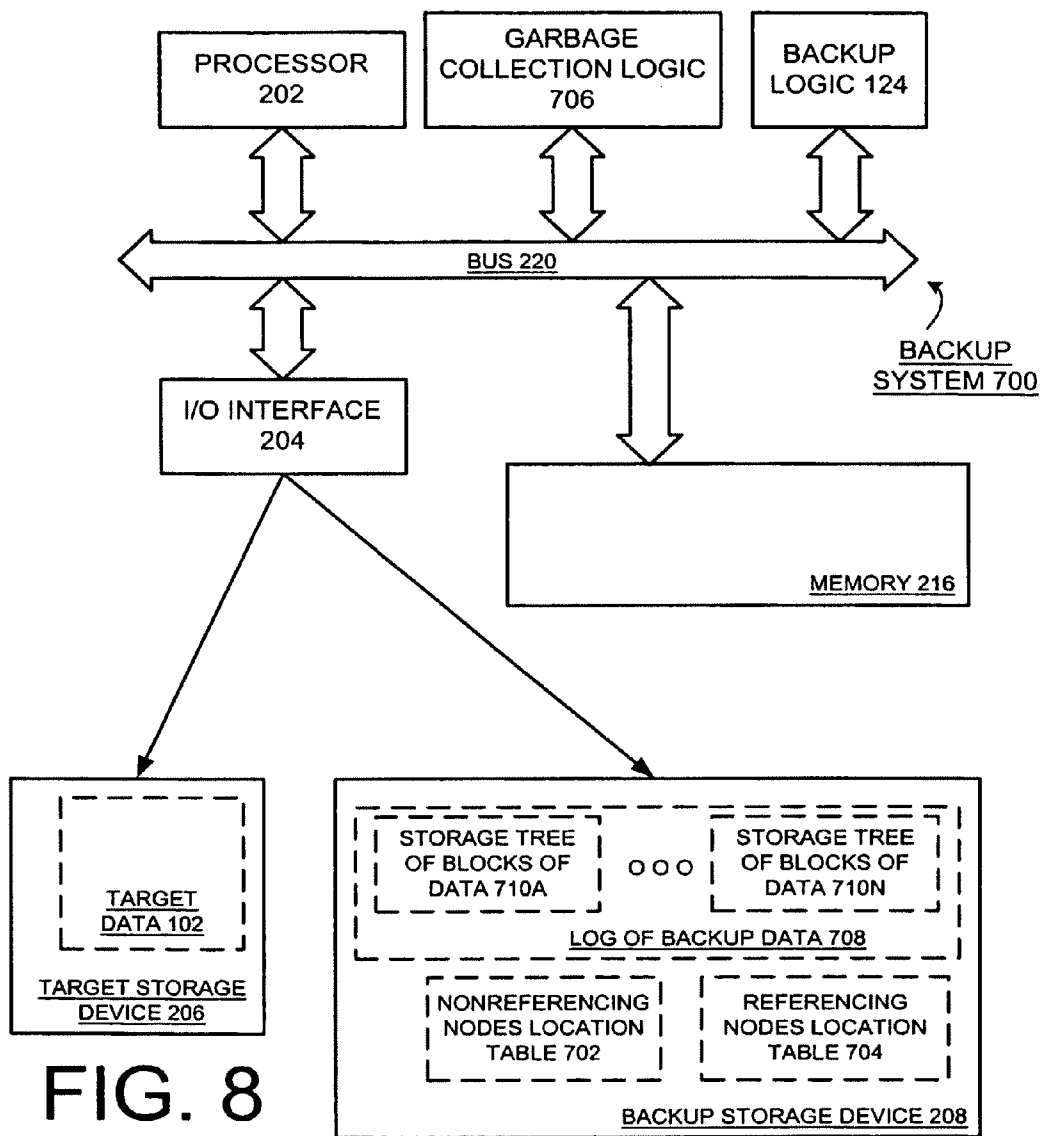 PROCESSOR
202
GARBAGE
COLLECTION LOGIC
706
BACKUP
LOGIC 124
BUS 220
BACKUP
SYSTEM 700
I/O INTERFACE
204
MEMORY 216
TARGET
DATA 102
TARGET STORAGE
DEVICE 206
STORAGE TREE
OF BLOCKS OF
DATA 710A
O O O
STORAGE TREE
OF BLOCKS OF
DATA 710N
LOG OF BACKUP DATA 708
NONREFERENCING
NODES LOCATION
TABLE 702
REFERENCING
NODES LOCATION
TABLE 704
BACKUP STORAGE DEVICE 208
FIG. 8